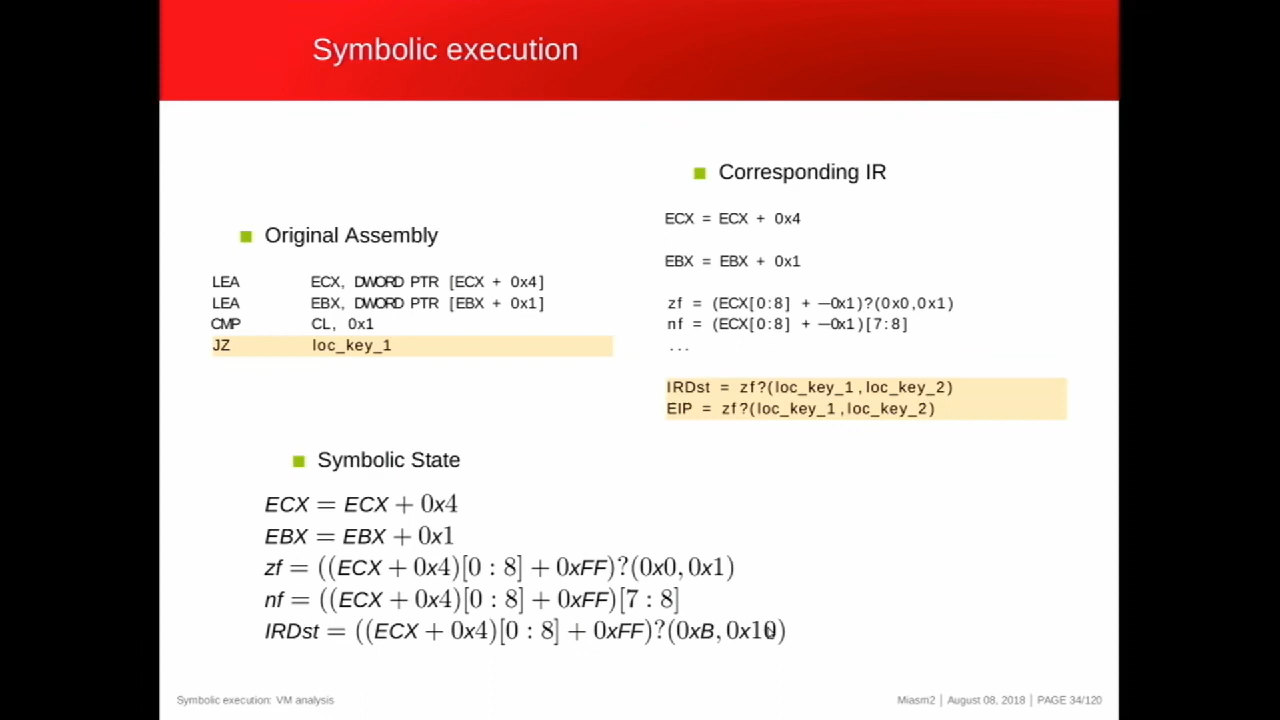 Symbolic execution
Original Assembly
LEA ECX, DWORD PTR [ECX + 0x4]
LEA EBX, DWORD PTR [EBX + 0x1]
CMP CL, 0x1
JZ loc_key_1
Corresponding IR
ECX = ECX + 0x4
EBX = EBX + 0x1
zf = (ECX[0:8] + −0x1)?(0x0,0x1)
nf = (ECX[0:8] + −0x1)[7:8]
...
IRDst = zf?(loc_key_1,loc_key_2)
EIP = zf?(loc_key_1,loc_key_2)
Symbolic State
ECX = ECX + 0x4
EBX = EBX + 0x1
zf = ((ECX + 0x4)[0 : 8] + 0xFF)?(0x0, 0x1)
nf = ((ECX + 0x4)[0 : 8] + 0xFF)[7 : 8]
IRDst = ((ECX + 0x4)[0 : 8] + 0xFF)?(0xB, 0x10)
Symbolic execution: VM analysis
Miasm2 | August 08, 2018 | PAGE 34/120